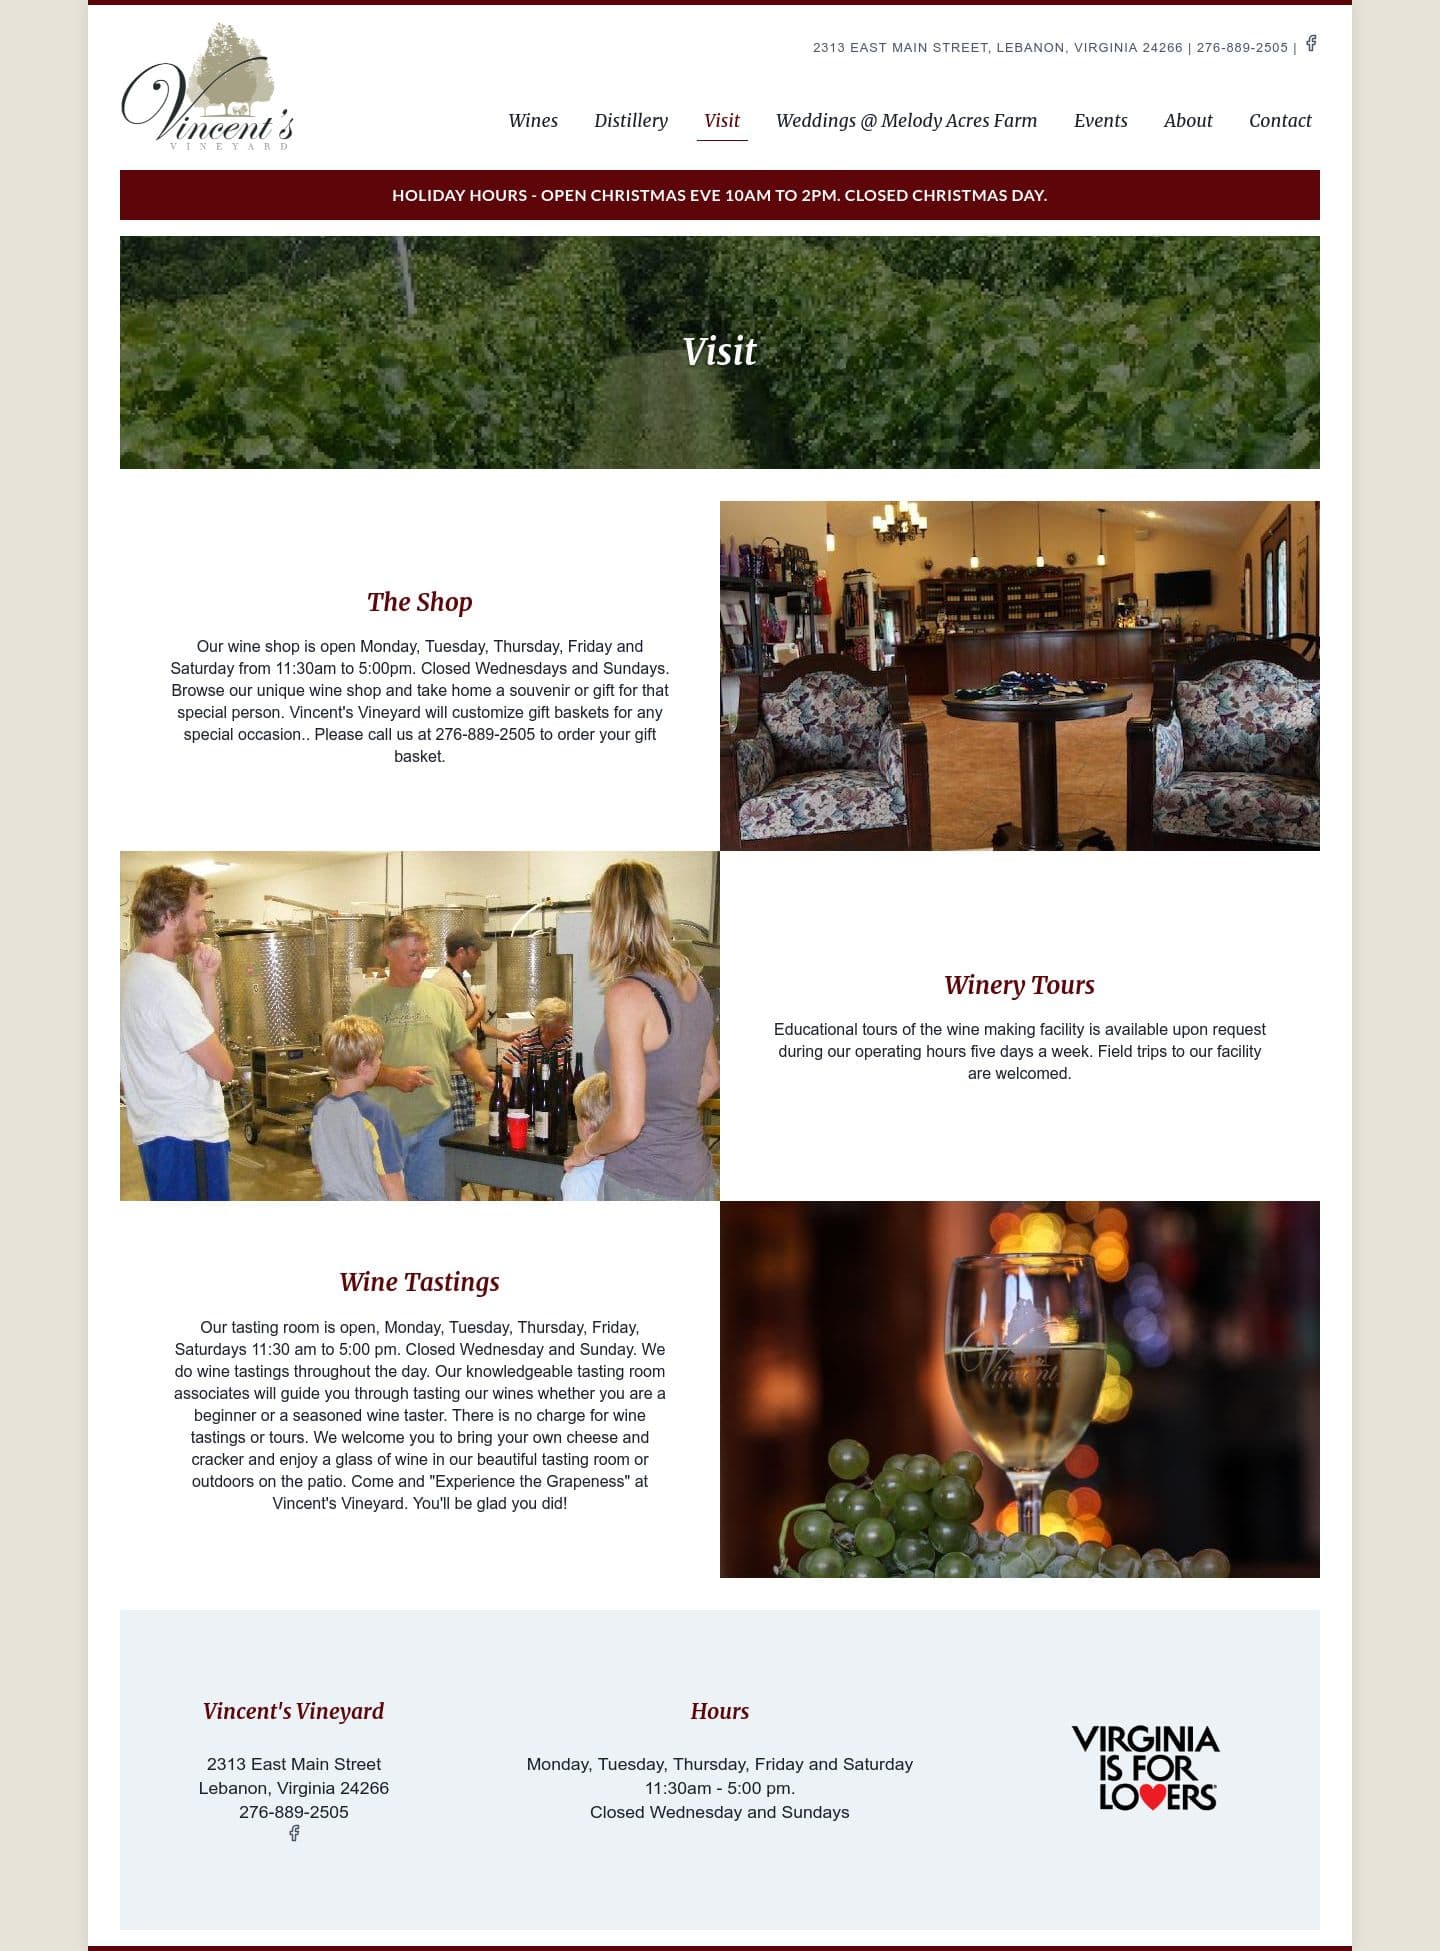 Vincent's
VINEYARD
2313 EAST MAIN STREET, LEBANON, VIRGINIA 24266 | 276-889-2505 |
Wines Distillery Visit Weddings @ Melody Acres Farm Events About Contact
HOLIDAY HOURS - OPEN CHRISTMAS EVE 10AM TO 2PM. CLOSED CHRISTMAS DAY.
Visit
The Shop
Our wine shop is open Monday, Tuesday, Thursday, Friday and
Saturday from 11:30am to 5:00pm. Closed Wednesdays and Sundays.
Browse our unique wine shop and take home a souvenir or gift for that
special person. Vincent's Vineyard will customize gift baskets for any
special occasion.. Please call us at 276-889-2505 to order your gift
basket.
Winery Tours
Educational tours of the wine making facility is available upon request
during our operating hours five days a week. Field trips to our facility
are welcomed.
Wine Tastings
Our tasting room is open, Monday, Tuesday, Thursday, Friday,
Saturdays 11:30 am to 5:00 pm. Closed Wednesday and Sunday. We
do wine tastings throughout the day. Our knowledgeable tasting room
associates will guide you through tasting our wines whether you are a
beginner or a seasoned wine taster. There is no charge for wine
tastings or tours. We welcome you to bring your own cheese and
cracker and enjoy a glass of wine in our beautiful tasting room or
outdoors on the patio. Come and "Experience the Grapeness" at
Vincent's Vineyard. You'll be glad you did!
Vincent
VINEYARD
Vincent's Vineyard
2313 East Main Street
Lebanon, Virginia 24266
276-889-2505
Hours
Monday, Tuesday, Thursday, Friday and Saturday
11:30am - 5:00 pm.
Closed Wednesday and Sundays
VIRGINIA
IS FOR
LO♥ERS